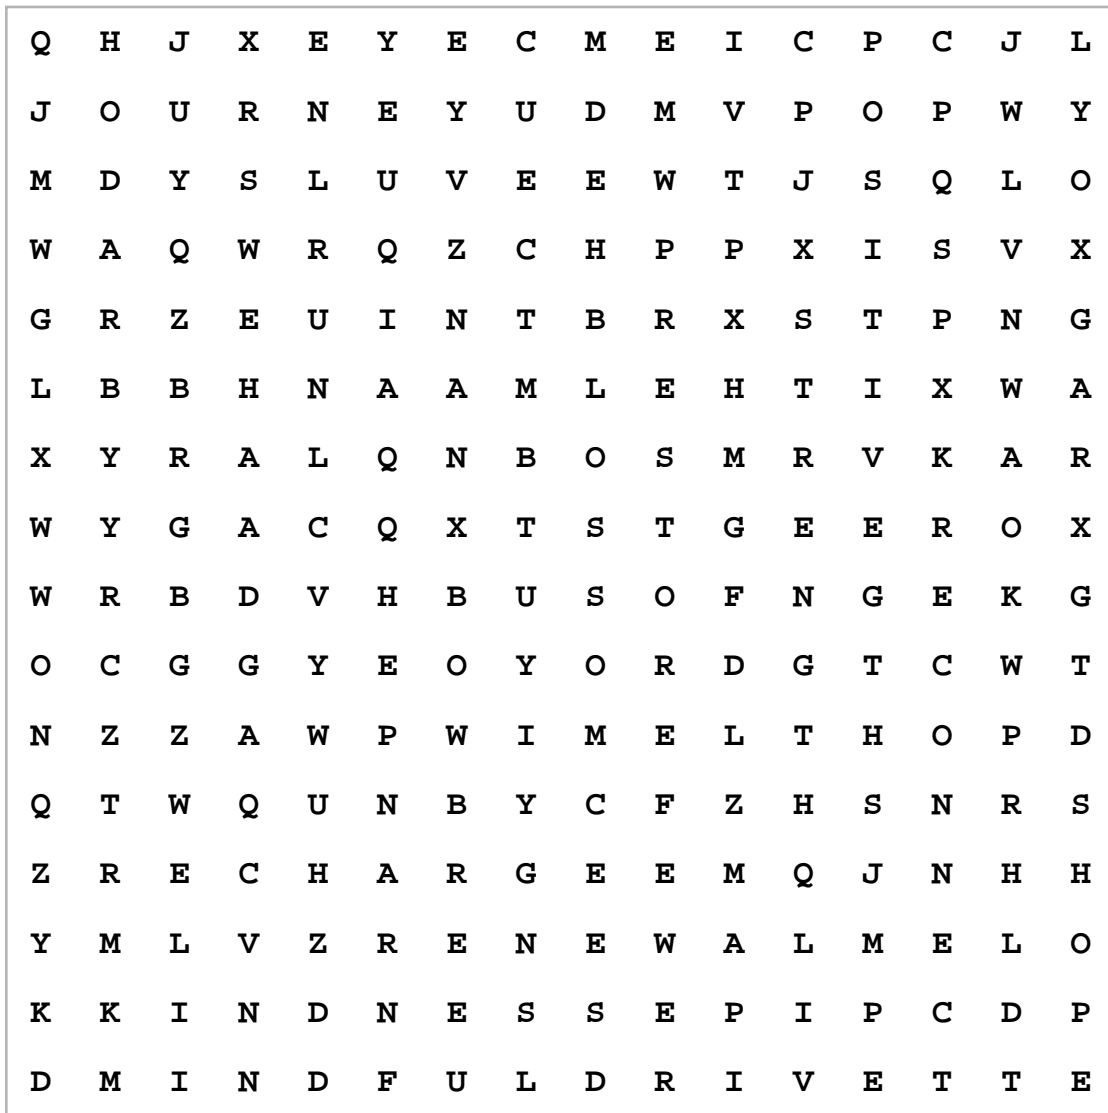 Q H J X E Y E C M E I C P C J L
J O U R N E Y U D M V P O P W Y
M D Y S L U V E E W T J S Q L O
W A Q W R Q Z C H P P X I S V X
G R Z E U I N T B R X S T P N G
L B B H N A A M L E H T I X W A
X Y R A L Q N B O S M R V K A R
W Y G A C Q X T S T G E E R O X
W R B D V H B U S O F N G E K G
O C G G Y E O Y O R D G T C W T
N Z Z A W P W I M E L T H O P D
Q T W Q U N B Y C F Z H S N R S
Z R E C H A R G E E M Q J N H H
Y M L V Z R E N E W A L M E L O
K K I N D N E S S E P I P C D P
D M I N D F U L D R I V E T T E